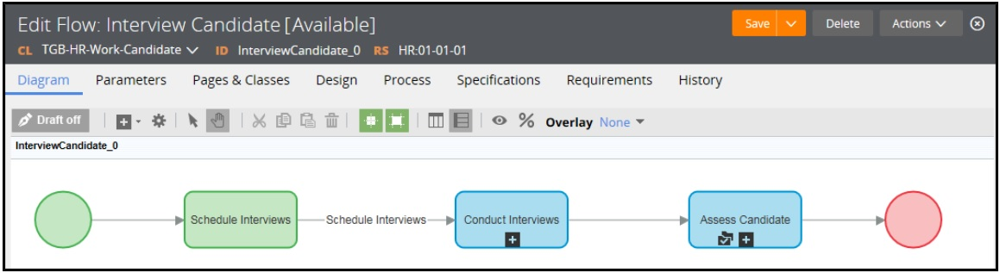 Edit Flow: Interview Candidate [Available]
Save
Delete
Actions
CL TGB-HR-Work-Candidate ID InterviewCandidate_0 RS HR:01-01-01
Diagram Parameters Pages & Classes Design Process Specifications Requirements History
Draft off
Overlay None
InterviewCandidate_0
Schedule Interviews
Schedule Interviews
Conduct Interviews
Assess Candidate